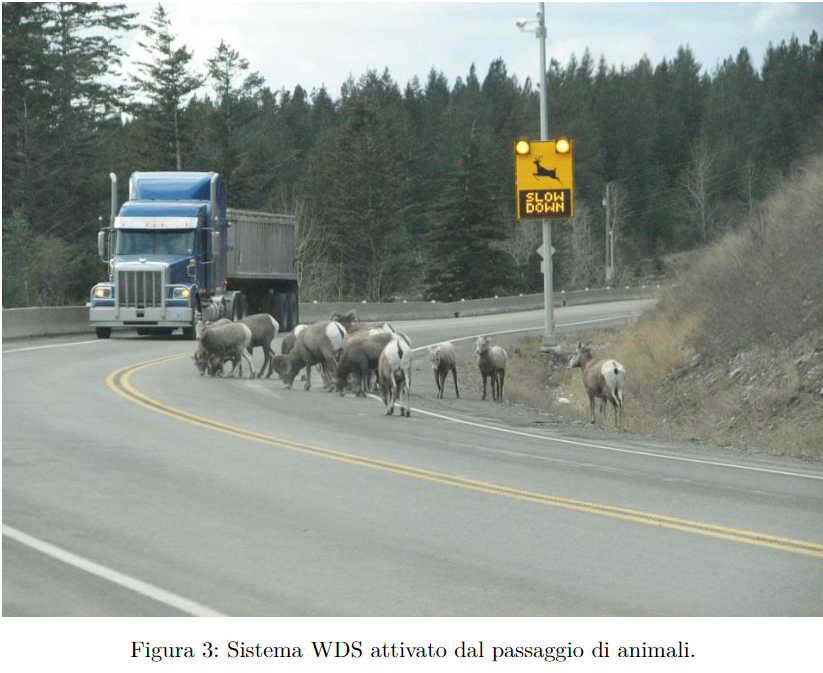 SLOW
DOWN
Figura 3: Sistema WDS attivato dal passaggio di animali.